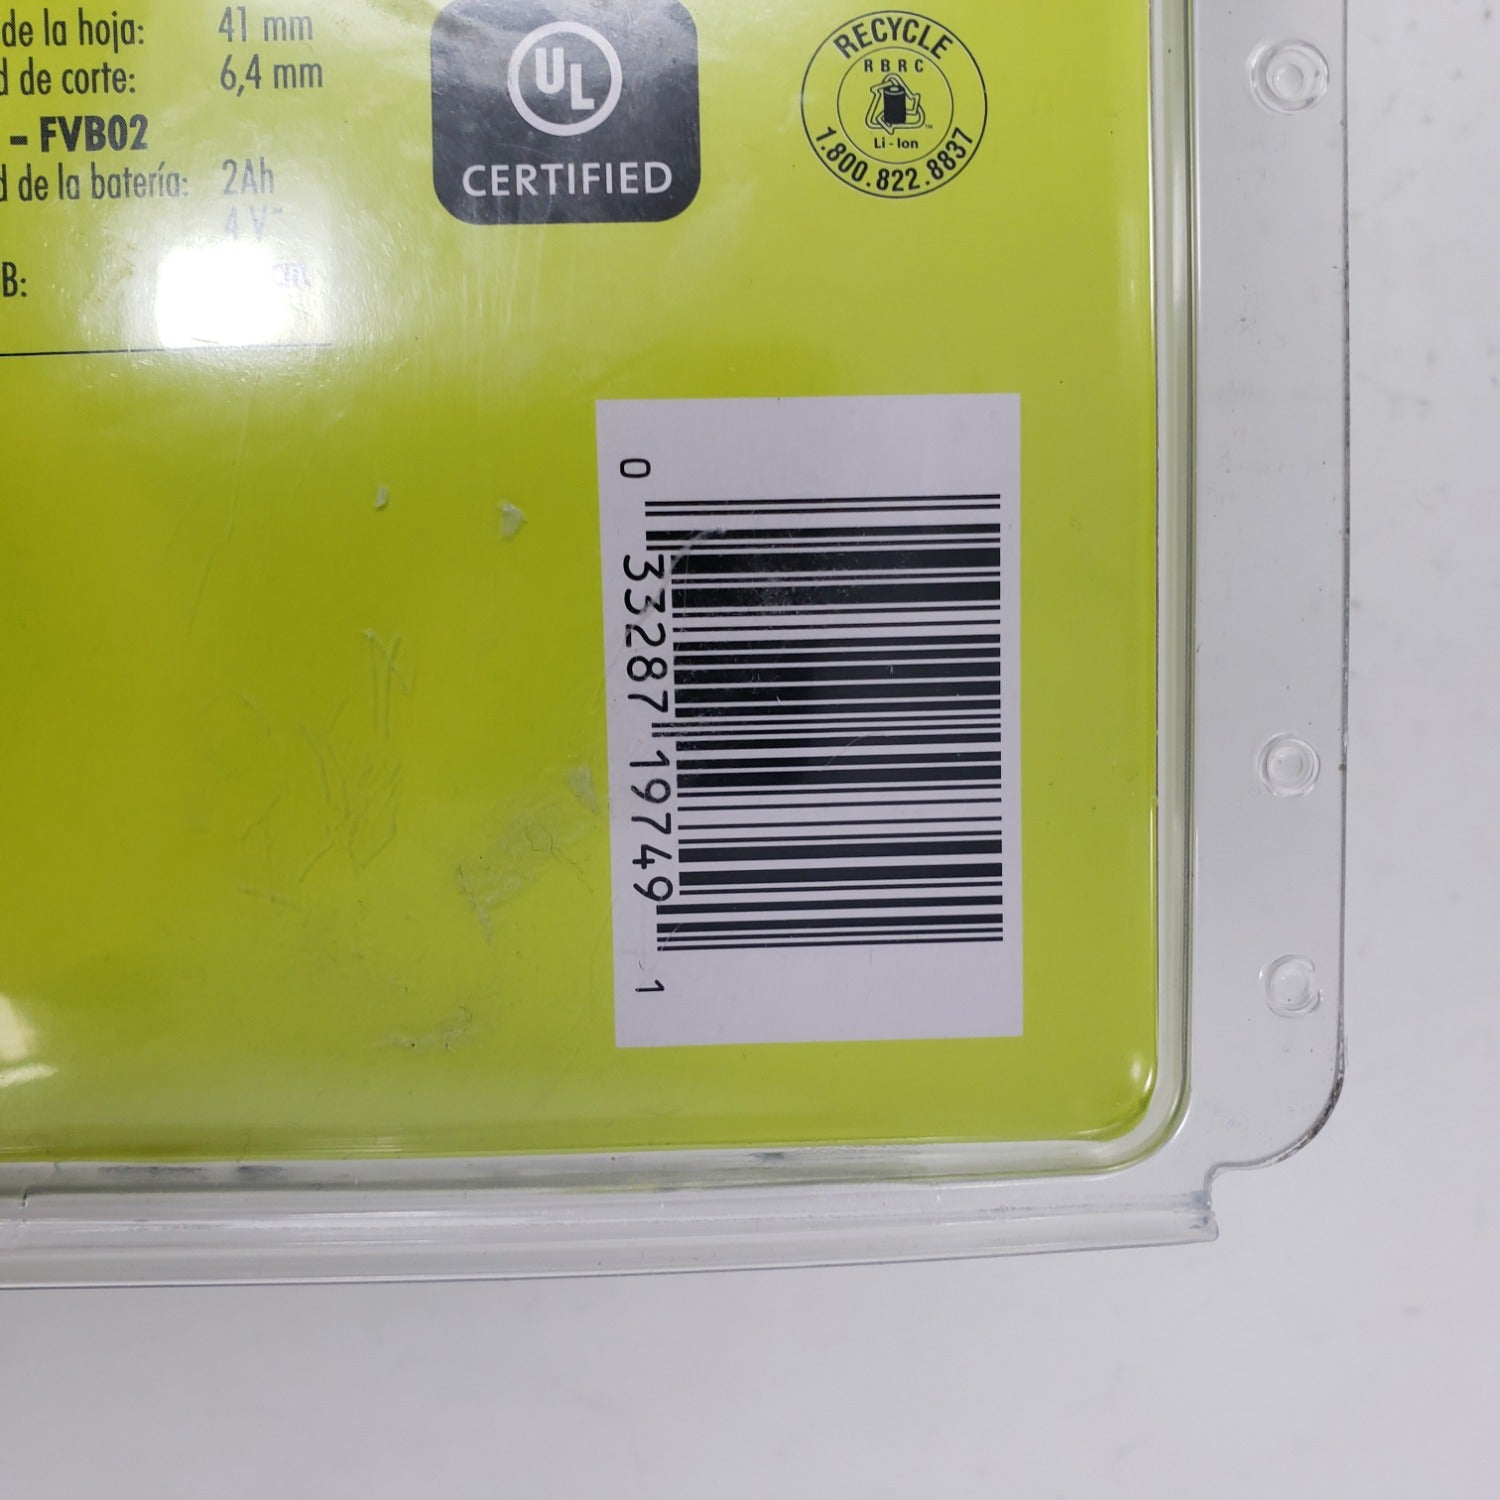 de la hoja: 41 mm
de corte: 6,4 mm
- FVB02
de la batería: 2Ah
4 V
B:
UL
CERTIFIED
RECYCLE
RBRC
Li-Ion
1.800.822.8837
0 33287 19749 1